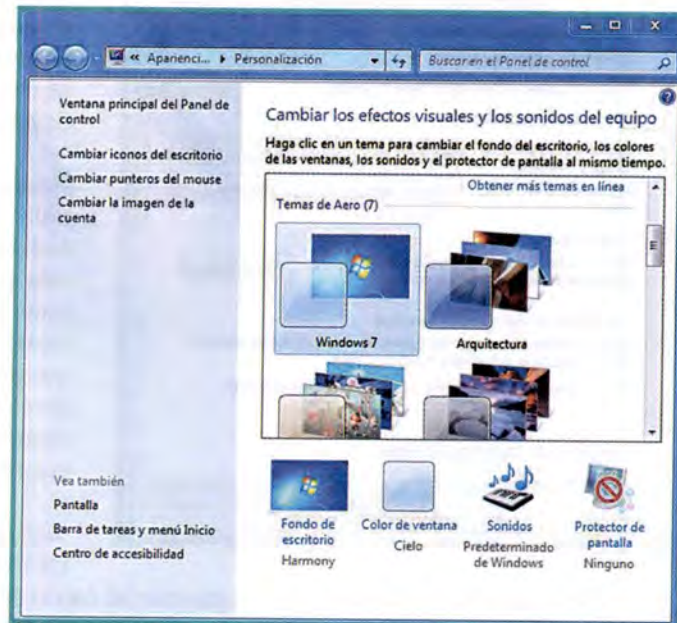 « Aparienci... ▸ Personalización
Buscar en el Panel de control
Ventana principal del Panel de
control
Cambiar iconos del escritorio
Cambiar punteros del mouse
Cambiar la imagen de la
cuenta
Vea también
Pantalla
Barra de tareas y menú Inicio
Centro de accesibilidad
Cambiar los efectos visuales y los sonidos del equipo
Haga clic en un tema para cambiar el fondo del escritorio, los colores
de las ventanas, los sonidos y el protector de pantalla al mismo tiempo.
Obtener más temas en línea
Temas de Aero (7)
Windows 7
Arquitectura
Fondo de
escritorio
Harmony
Color de ventana
Cielo
Sonidos
Predeterminado
de Windows
Protector de
pantalla
Ninguno